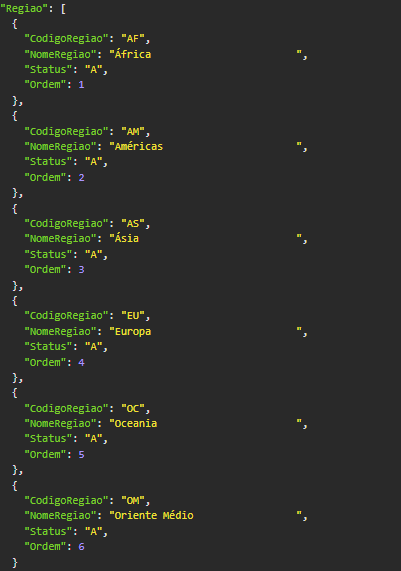 "Regiao": [
  {
    "CodigoRegiao": "AF",
    "NomeRegiao": "África                        ",
    "Status": "A",
    "Ordem": 1
  },
  {
    "CodigoRegiao": "AM",
    "NomeRegiao": "Américas                      ",
    "Status": "A",
    "Ordem": 2
  },
  {
    "CodigoRegiao": "AS",
    "NomeRegiao": "Ásia                          ",
    "Status": "A",
    "Ordem": 3
  },
  {
    "CodigoRegiao": "EU",
    "NomeRegiao": "Europa                        ",
    "Status": "A",
    "Ordem": 4
  },
  {
    "CodigoRegiao": "OC",
    "NomeRegiao": "Oceania                       ",
    "Status": "A",
    "Ordem": 5
  },
  {
    "CodigoRegiao": "OM",
    "NomeRegiao": "Oriente Médio                 ",
    "Status": "A",
    "Ordem": 6
  }